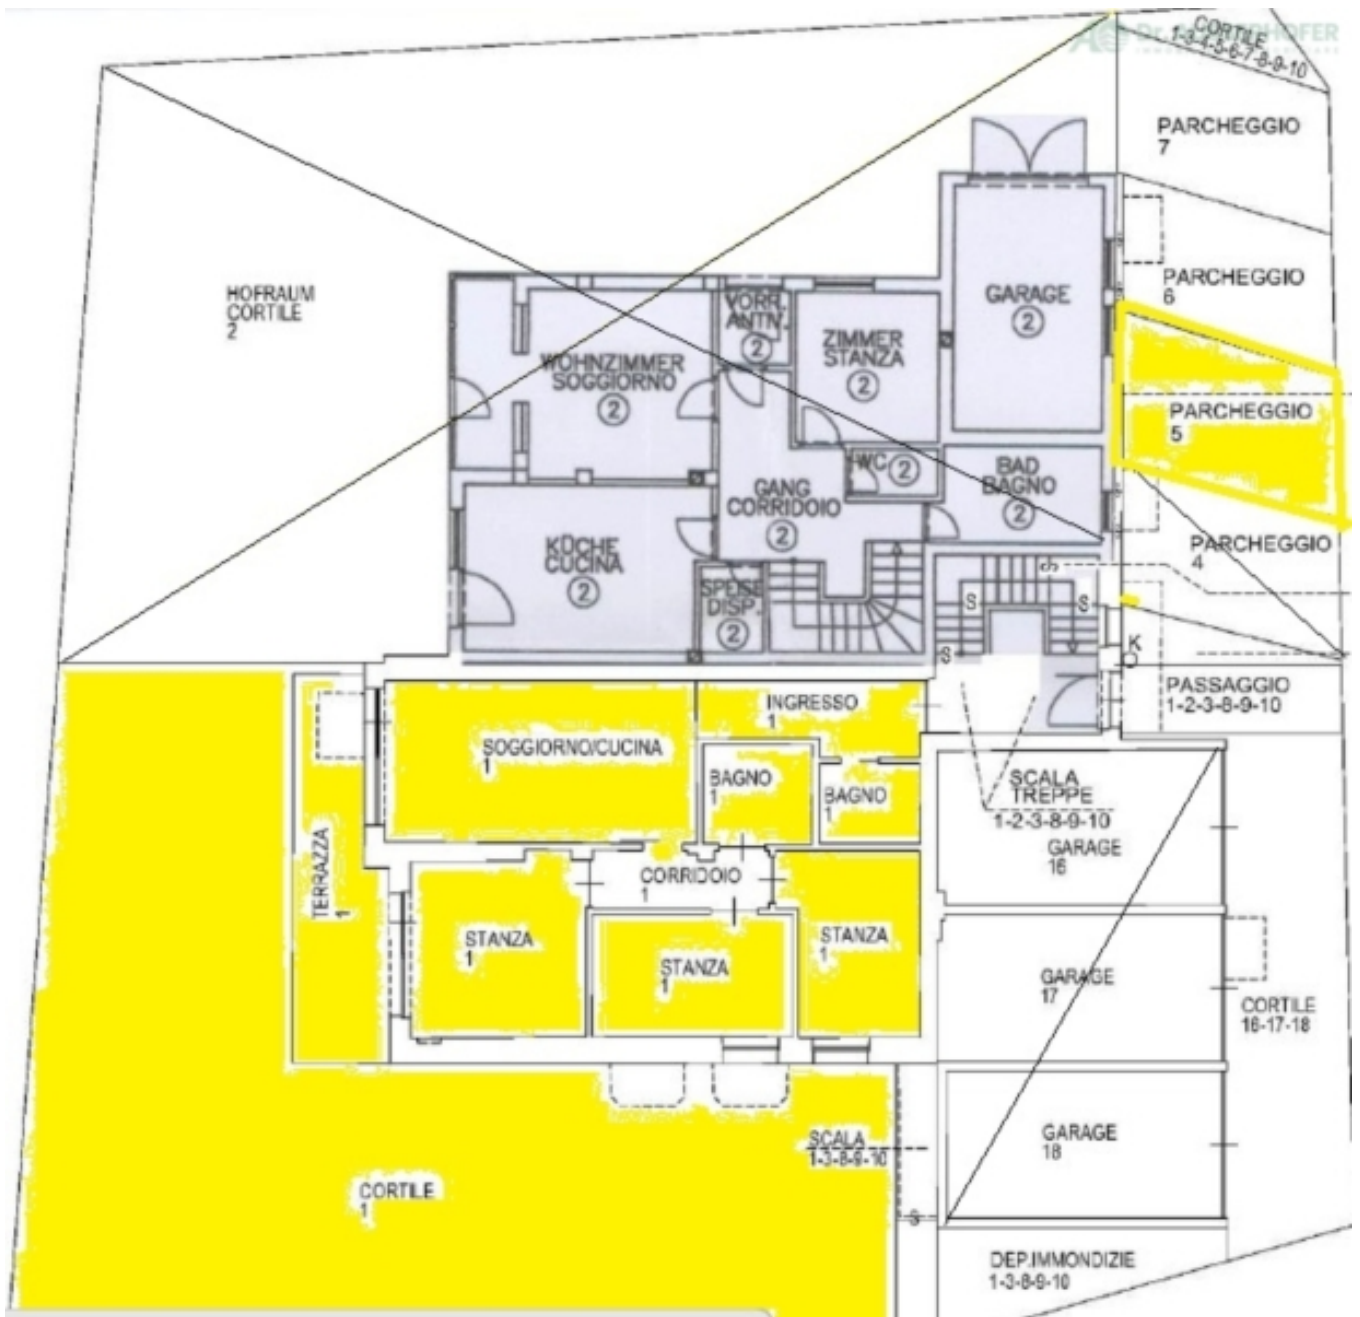 CORTILE
1-3-4-5-6-7-8-9-10
PARCHEGGIO
7
PARCHEGGIO
6
HOFRAUM
CORTILE
2
VORR.
ANTIV.
2
ZIMMER
STANZA
2
GARAGE
2
WOHNZIMMER
SOGGIORNO
2
PARCHEGGIO
5
WC 2
BAD
BAGNO
2
GANG
CORRIDOIO
2
KÜCHE
CUCINA
2
SPEISE
DISP.
2
PARCHEGGIO
4
S
S
S
S
K
PASSAGGIO
1-2-3-8-9-10
INGRESSO
1
SOGGIORNO/CUCINA
1
BAGNO
1
BAGNO
1
SCALA
TREPPE
1-2-3-8-9-10
GARAGE
16
TERRAZZA
1
CORRIDOIO
1
STANZA
1
STANZA
1
STANZA
1
GARAGE
17
CORTILE
16-17-18
GARAGE
18
SCALA
1-3-8-9-10
CORTILE
1
S
DEP.IMMONDIZIE
1-3-8-9-10